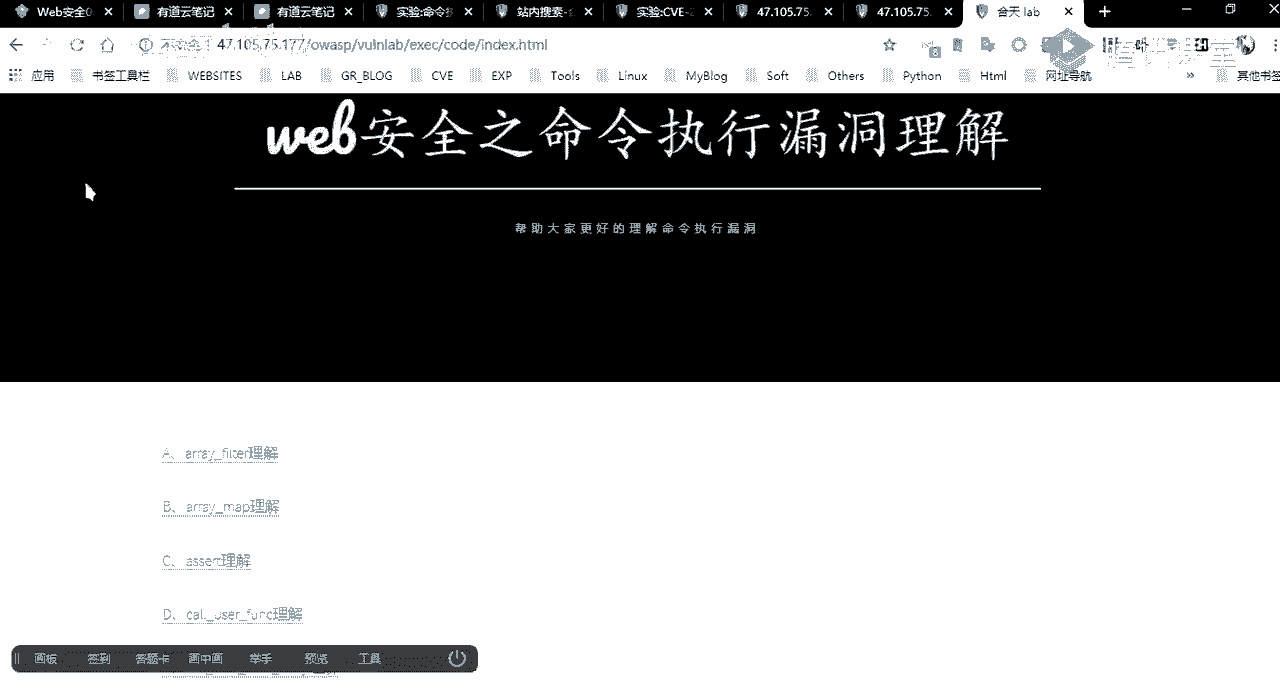 Web安全0
有道云笔记
有道云笔记
实验:命令执
站内搜索-合
实验:CVE-2
47.105.75.
47.105.75.
合天 lab
47.105.75.177/owasp/vulnlab/exec/code/index.html
应用 书签工具栏 WEBSITES LAB GR_BLOG CVE EXP Tools Linux MyBlog Soft Others Python Html 网址导航 » 其他书签
web安全之命令执行漏洞理解
帮助大家更好的理解命令执行漏洞
A、 array_filter理解
B、 array_map理解
C、 assert理解
D、 call_user_func理解
画板 签到 答题卡 画中画 举手 预览 工具